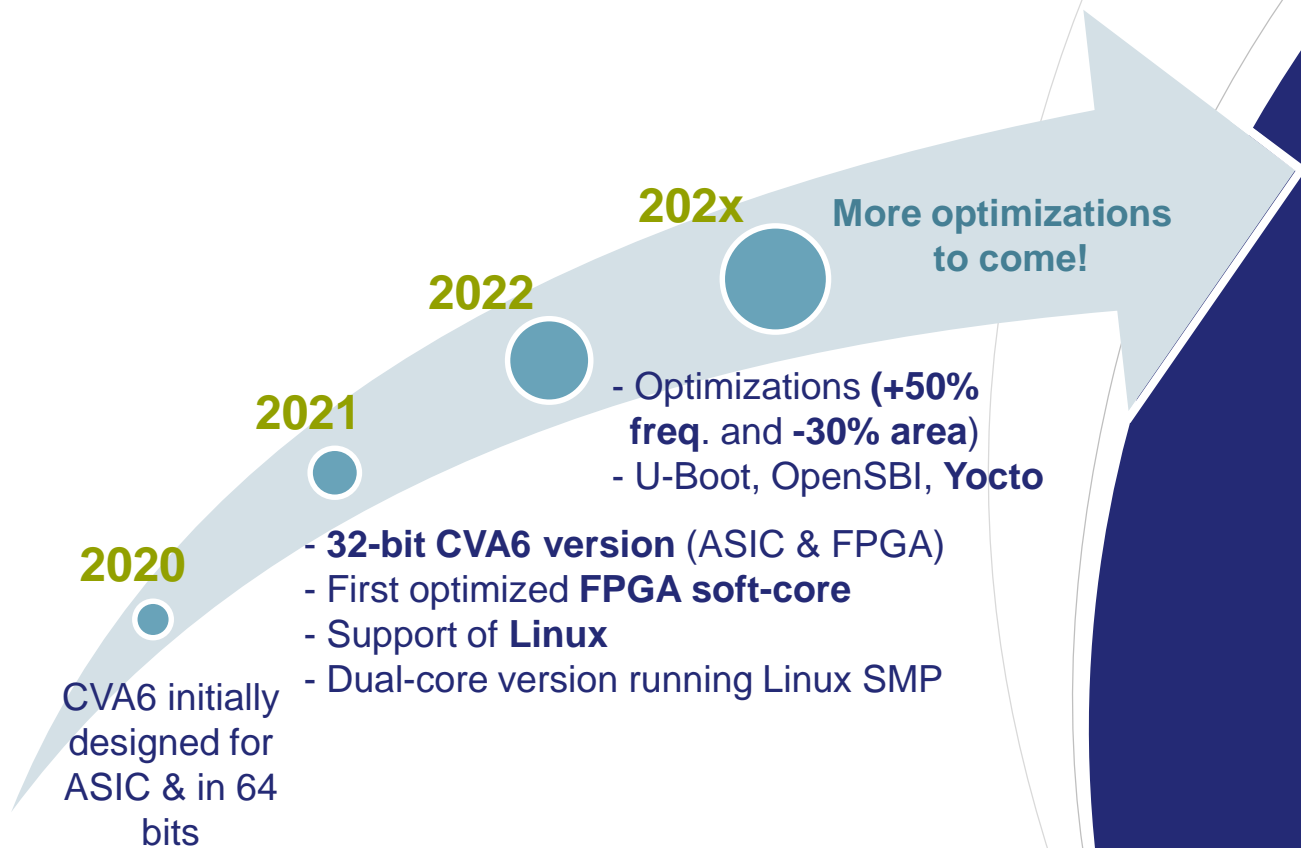 2020
CVA6 initially
designed for
ASIC & in 64
bits
2021
- 32-bit CVA6 version (ASIC & FPGA)
- First optimized FPGA soft-core
- Support of Linux
- Dual-core version running Linux SMP
2022
- Optimizations (+50%
freq. and -30% area)
- U-Boot, OpenSBI, Yocto
202x
More optimizations
to come!